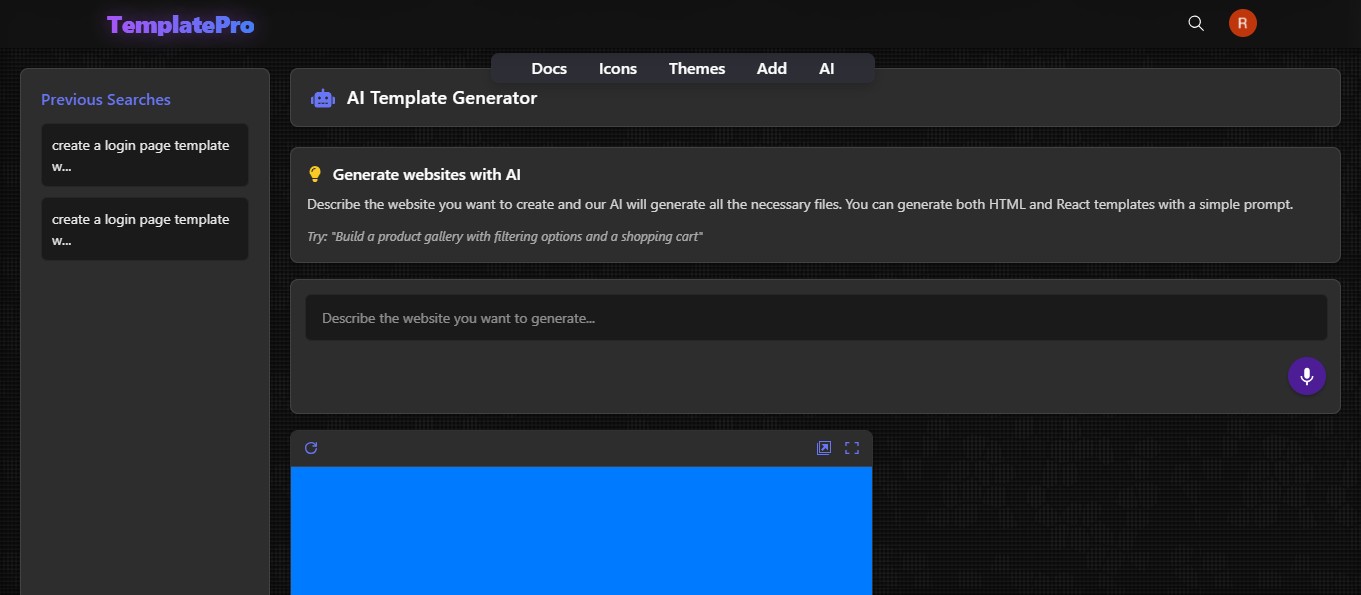 TemplatePro
R
Docs Icons Themes Add AI
Previous Searches
create a login page template
w...
create a login page template
w...
AI Template Generator
Generate websites with AI
Describe the website you want to create and our AI will generate all the necessary files. You can generate both HTML and React templates with a simple prompt.
Try: "Build a product gallery with filtering options and a shopping cart"
Describe the website you want to generate...